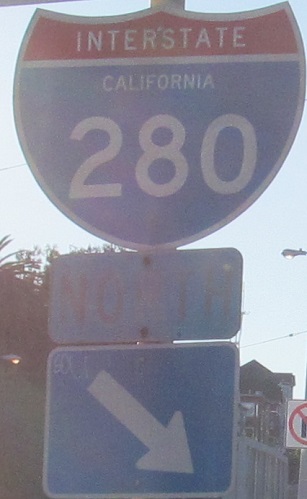 INTERSTATE
CALIFORNIA
280
NORTH